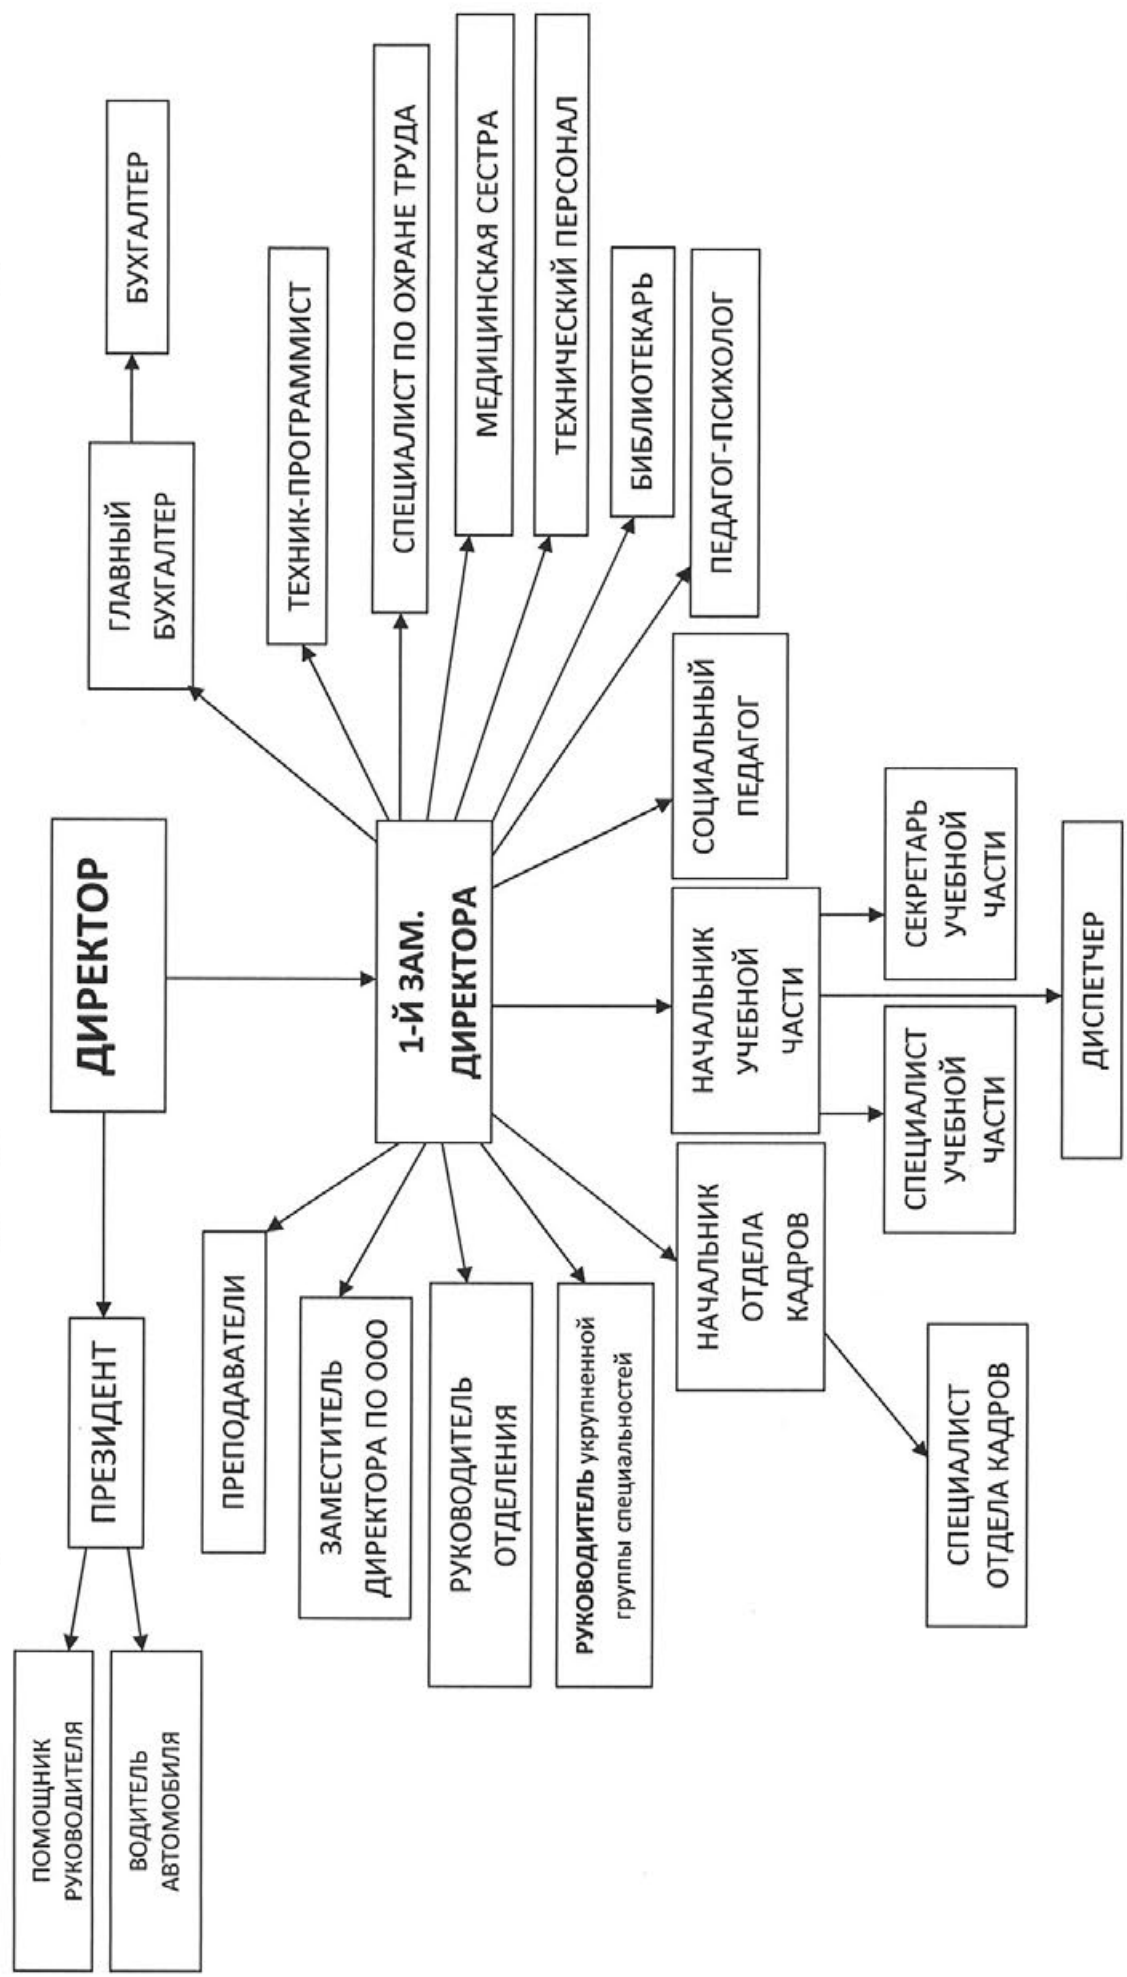 ДИРЕКТОР
ПРЕЗИДЕНТ
ПОМОЩНИК
РУКОВОДИТЕЛЯ
ВОДИТЕЛЬ
АВТОМОБИЛЯ
ГЛАВНЫЙ
БУХГАЛТЕР
БУХГАЛТЕР
1-Й ЗАМ.
ДИРЕКТОРА
ПРЕПОДАВАТЕЛИ
ЗАМЕСТИТЕЛЬ
ДИРЕКТОРА ПО ООО
РУКОВОДИТЕЛЬ
ОТДЕЛЕНИЯ
РУКОВОДИТЕЛЬ укрупненной
группы специальностей
ТЕХНИК-ПРОГРАММИСТ
СПЕЦИАЛИСТ ПО ОХРАНЕ ТРУДА
МЕДИЦИНСКАЯ СЕСТРА
ТЕХНИЧЕСКИЙ ПЕРСОНАЛ
БИБЛИОТЕКАРЬ
ПЕДАГОГ-ПСИХОЛОГ
НАЧАЛЬНИК
ОТДЕЛА
КАДРОВ
НАЧАЛЬНИК
УЧЕБНОЙ
ЧАСТИ
СОЦИАЛЬНЫЙ
ПЕДАГОГ
СПЕЦИАЛИСТ
ОТДЕЛА КАДРОВ
СПЕЦИАЛИСТ
УЧЕБНОЙ
ЧАСТИ
СЕКРЕТАРЬ
УЧЕБНОЙ
ЧАСТИ
ДИСПЕТЧЕР